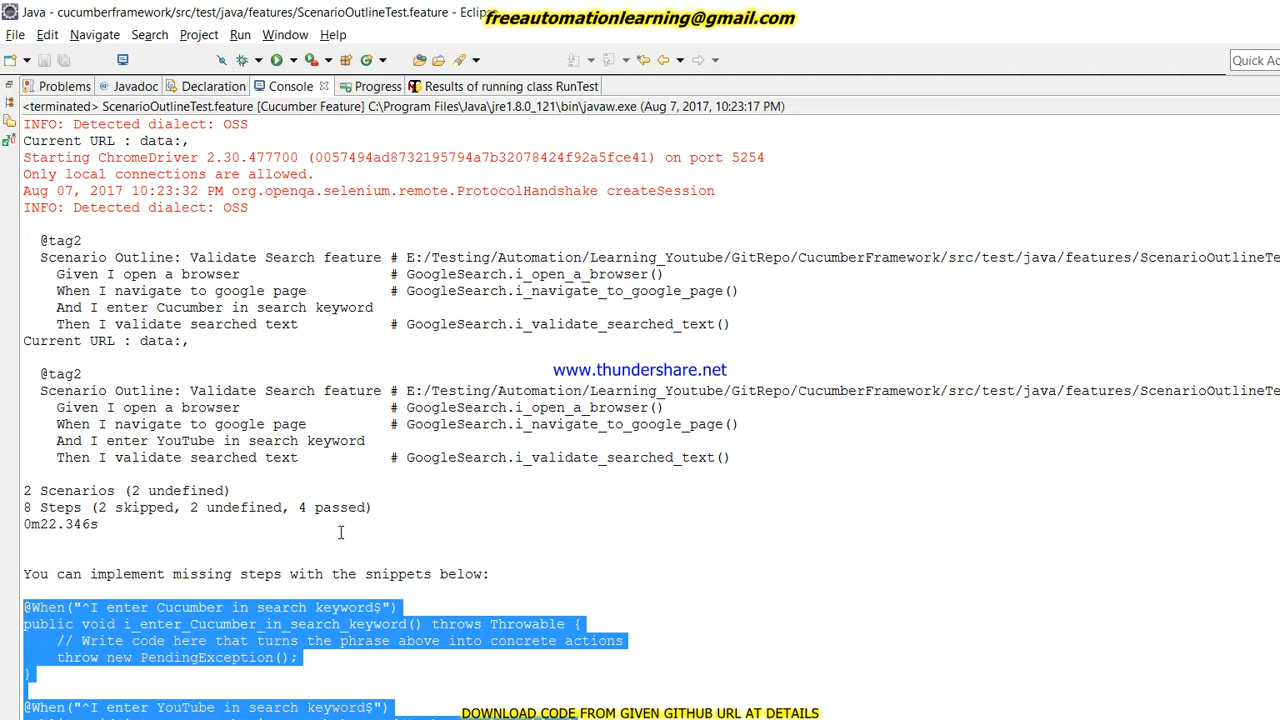 Java - cucumberframework/src/test/java/features/ScenarioOutlineTest.feature - Eclipse
freeautomationlearning@gmail.com
File Edit Navigate Search Project Run Window Help
Quick Ac
Problems Javadoc Declaration Console Progress Results of running class RunTest
<terminated> ScenarioOutlineTest.feature [Cucumber Feature] C:\Program Files\Java\jre1.8.0_121\bin\javaw.exe (Aug 7, 2017, 10:23:17 PM)
INFO: Detected dialect: OSS
Current URL : data:,
Starting ChromeDriver 2.30.477700 (0057494ad8732195794a7b32078424f92a5fce41) on port 5254
Only local connections are allowed.
Aug 07, 2017 10:23:32 PM org.openqa.selenium.remote.ProtocolHandshake createSession
INFO: Detected dialect: OSS
@tag2
Scenario Outline: Validate Search feature # E:/Testing/Automation/Learning_Youtube/GitRepo/CucumberFramework/src/test/java/features/ScenarioOutlineTe
Given I open a browser # GoogleSearch.i_open_a_browser()
When I navigate to google page # GoogleSearch.i_navigate_to_google_page()
And I enter Cucumber in search keyword
Then I validate searched text # GoogleSearch.i_validate_searched_text()
Current URL : data:,
www.thundershare.net
@tag2
Scenario Outline: Validate Search feature # E:/Testing/Automation/Learning_Youtube/GitRepo/CucumberFramework/src/test/java/features/ScenarioOutlineTe
Given I open a browser # GoogleSearch.i_open_a_browser()
When I navigate to google page # GoogleSearch.i_navigate_to_google_page()
And I enter YouTube in search keyword
Then I validate searched text # GoogleSearch.i_validate_searched_text()
2 Scenarios (2 undefined)
8 Steps (2 skipped, 2 undefined, 4 passed)
0m22.346s
You can implement missing steps with the snippets below:
@When("^I enter Cucumber in search keyword$")
public void i_enter_Cucumber_in_search_keyword() throws Throwable {
// Write code here that turns the phrase above into concrete actions
throw new PendingException();
}
@When("^I enter YouTube in search keyword$")
DOWNLOAD CODE FROM GIVEN GITHUB URL AT DETAILS